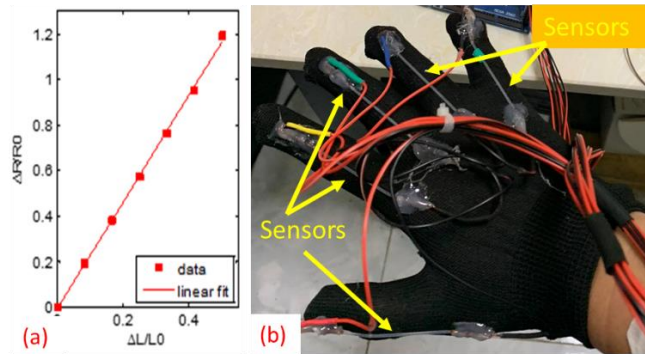 1.2
1
0.8
0.6
0.4
0.2
0
ΔR/R0
data
linear fit
0.2
0.4
ΔL/L0
(a)
Sensors
Sensors
(b)